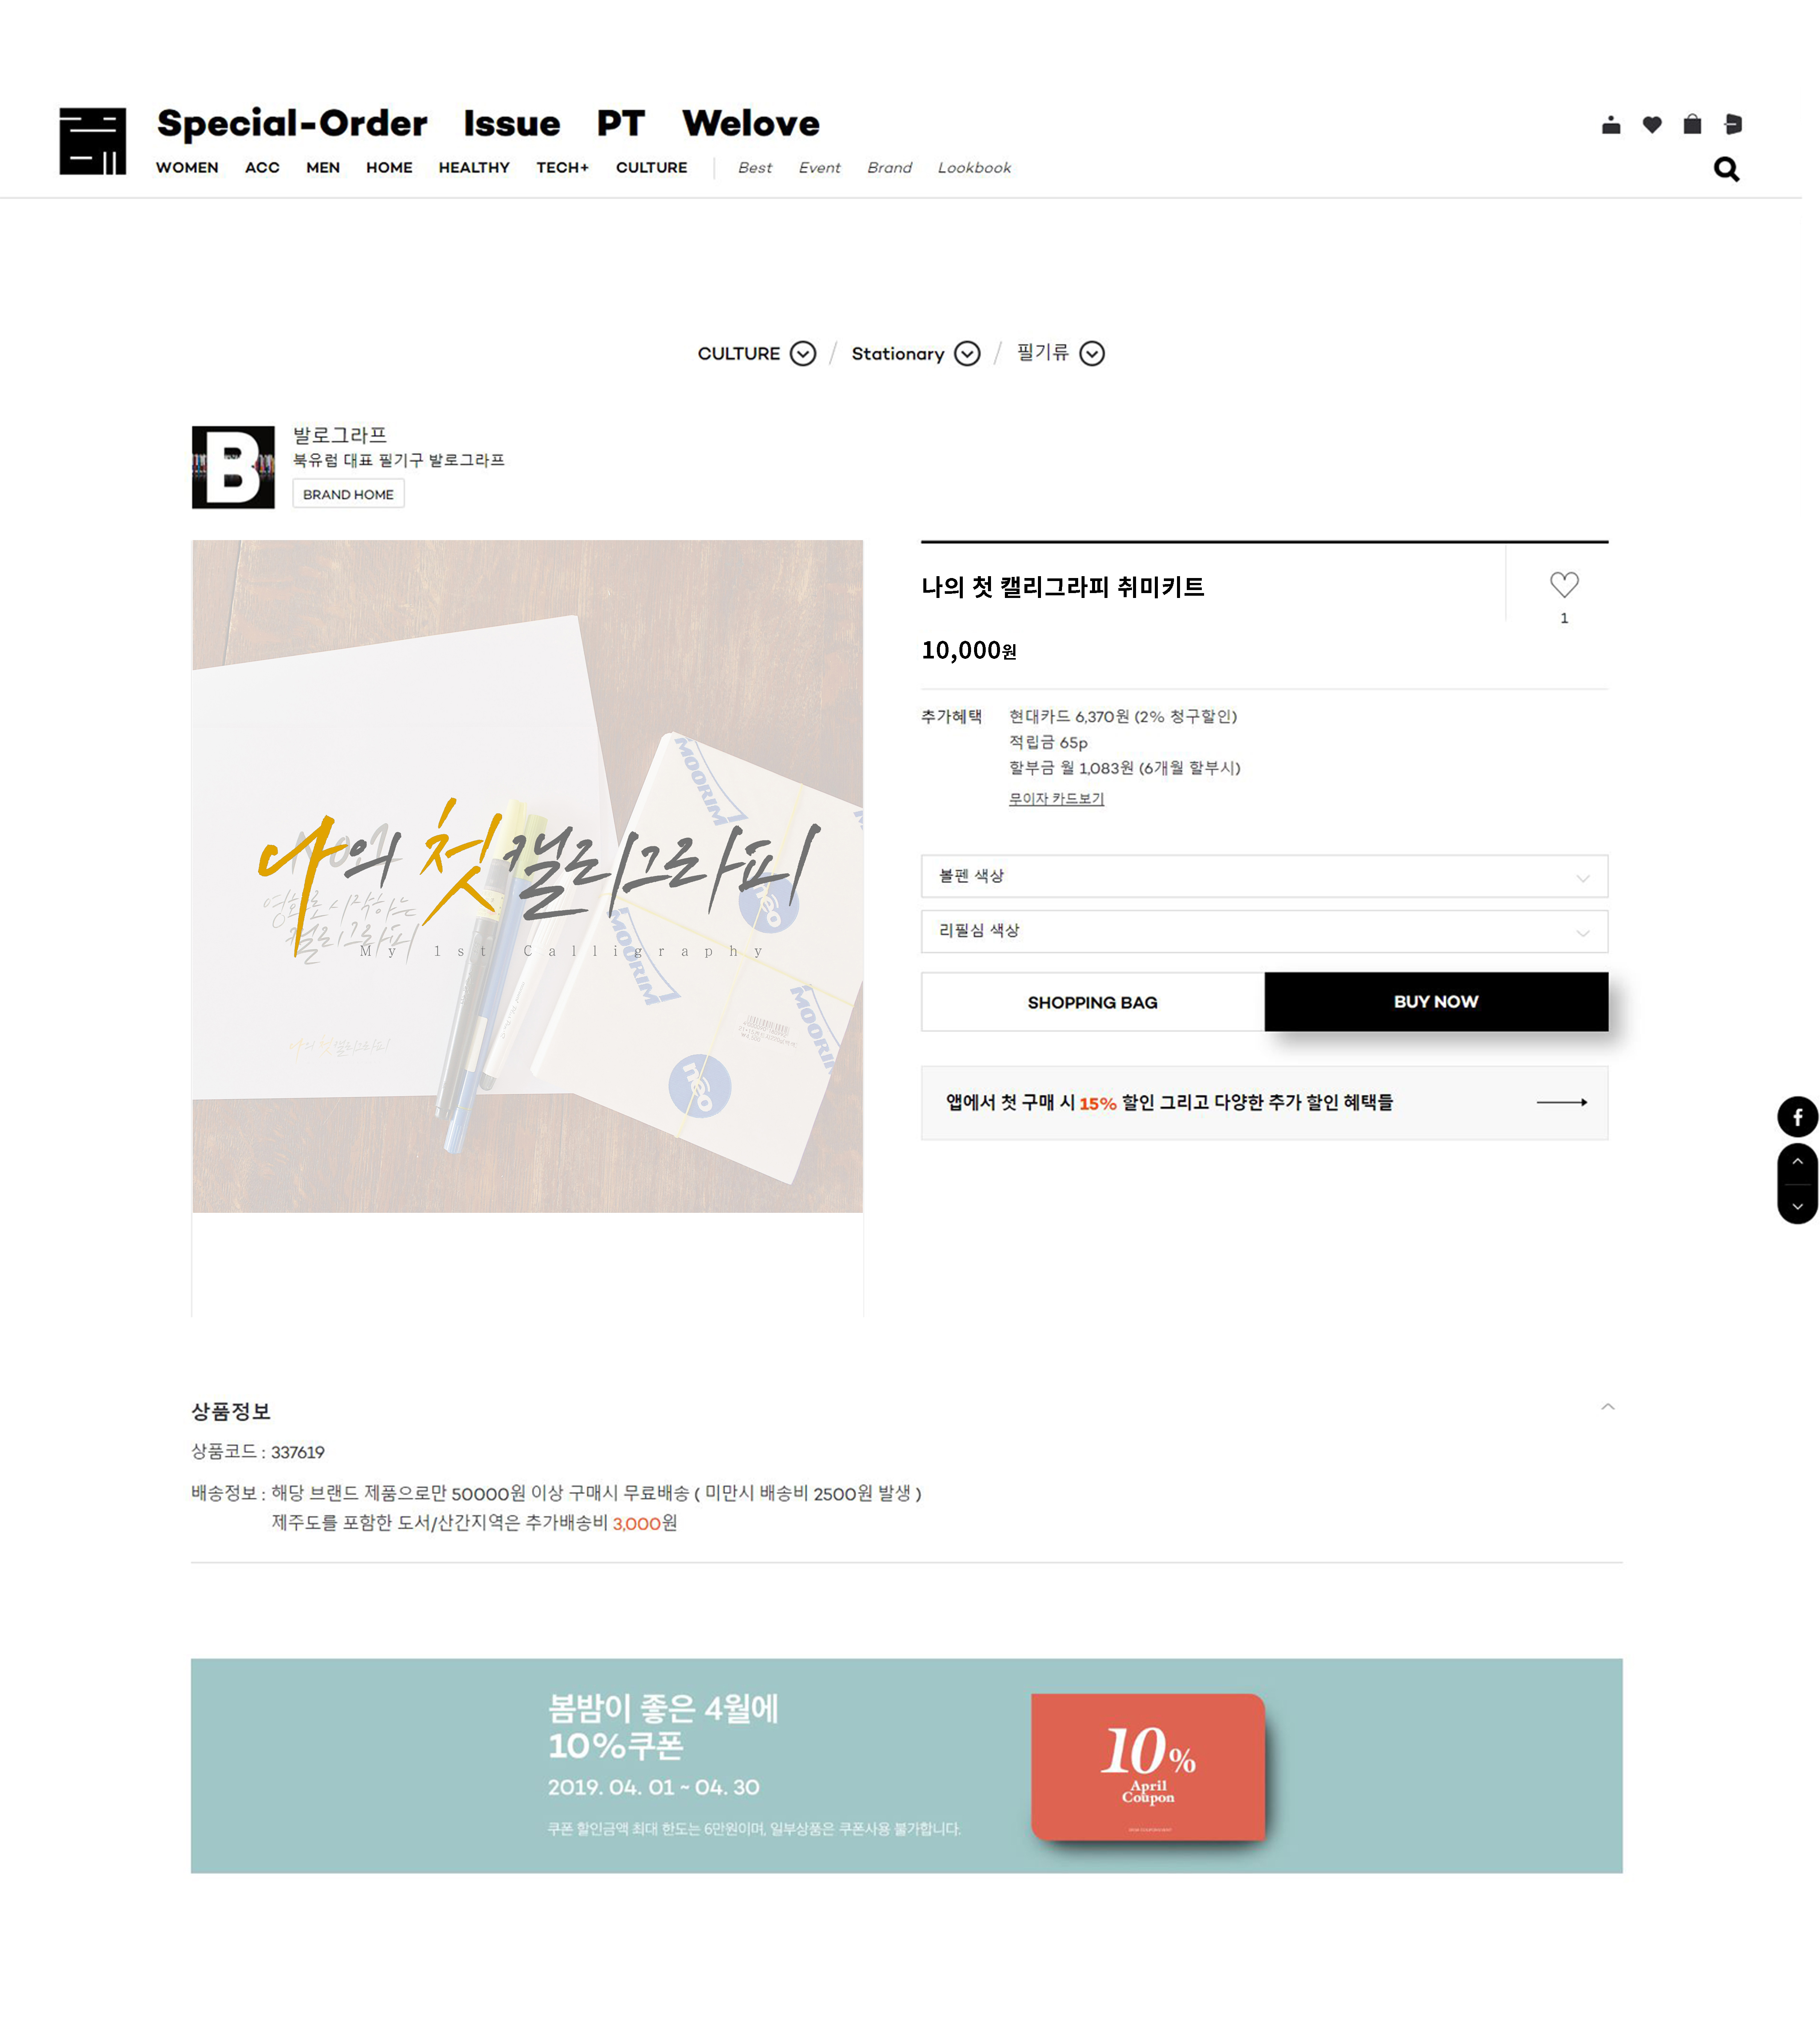 Special-Order Issue PT Welove
WOMEN ACC MEN HOME HEALTHY TECH+ CULTURE Best Event Brand Lookbook
CULTURE / Stationary / 필기류
B
발로그라프
북유럽 대표 필기구 발로그라프
BRAND HOME
나의 첫 캘리그라피 취미키트
1
10,000원
추가혜택 현대카드 6,370원 (2% 청구할인)
적립금 65p
할부금 월 1,083원 (6개월 할부시)
무이자 카드보기
MOORIM
No.1
나의 첫 캘리그라피
영화로 시작하는
캘리그라피
My 1st Calligraphy
neo
MOORIM
MOORIM
나의 첫 캘리그라피
neo
볼펜 색상
리필심 색상
SHOPPING BAG
BUY NOW
앱에서 첫 구매 시 15% 할인 그리고 다양한 추가 할인 혜택들
상품정보
상품코드 : 337619
배송정보 : 해당 브랜드 제품으로만 50000원 이상 구매시 무료배송 ( 미만시 배송비 2500원 발생 )
제주도를 포함한 도서/산간지역은 추가배송비 3,000원
봄밤이 좋은 4월에
10%쿠폰
2019. 04. 01 ~ 04. 30
쿠폰 할인금액 최대 한도는 6만원이며, 일부상품은 쿠폰사용 불가합니다.
10%
April
Coupon